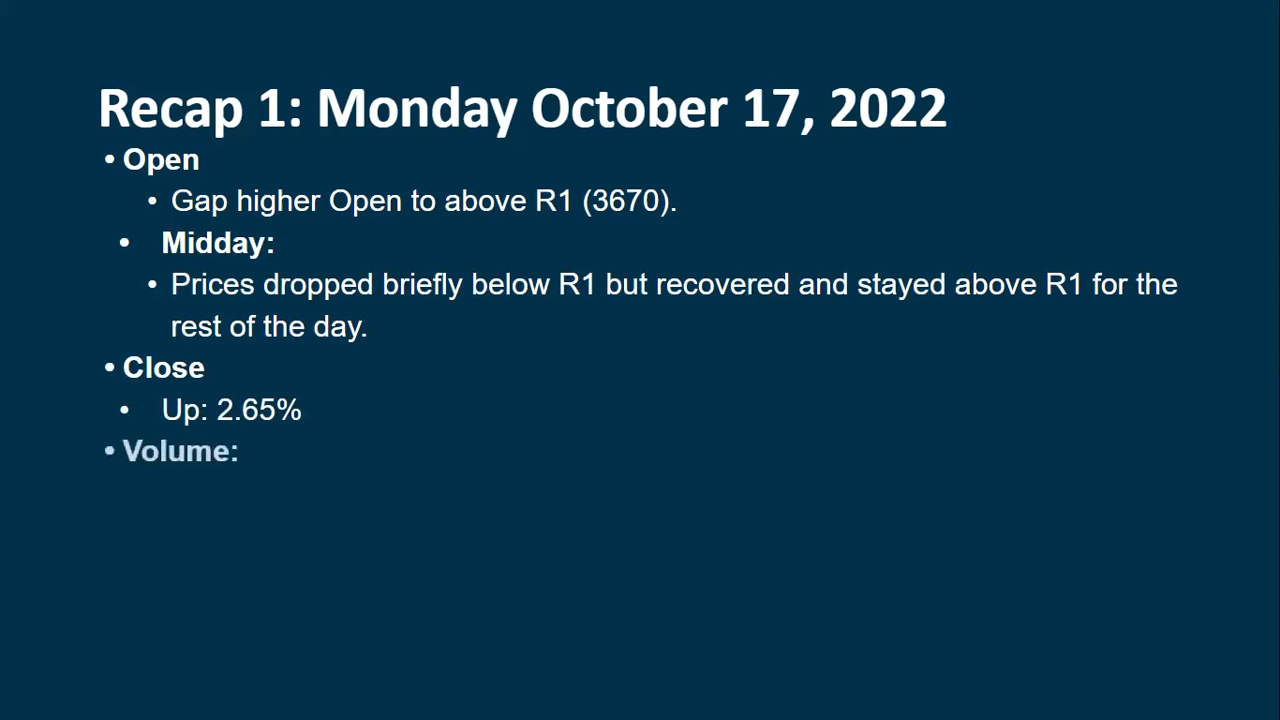 Recap 1: Monday October 17, 2022
• Open
• Gap higher Open to above R1 (3670).
• Midday:
• Prices dropped briefly below R1 but recovered and stayed above R1 for the
rest of the day.
• Close
• Up: 2.65%
• Volume: